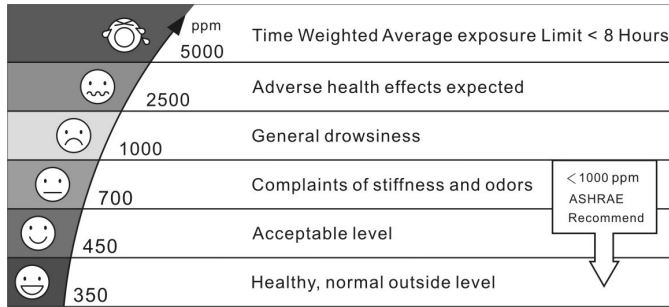 ppm
5000 Time Weighted Average exposure Limit < 8 Hours
2500 Adverse health effects expected
1000 General drowsiness
700 Complaints of stiffness and odors
<1000 ppm
ASHRAE
Recommend
450 Acceptable level
350 Healthy, normal outside level